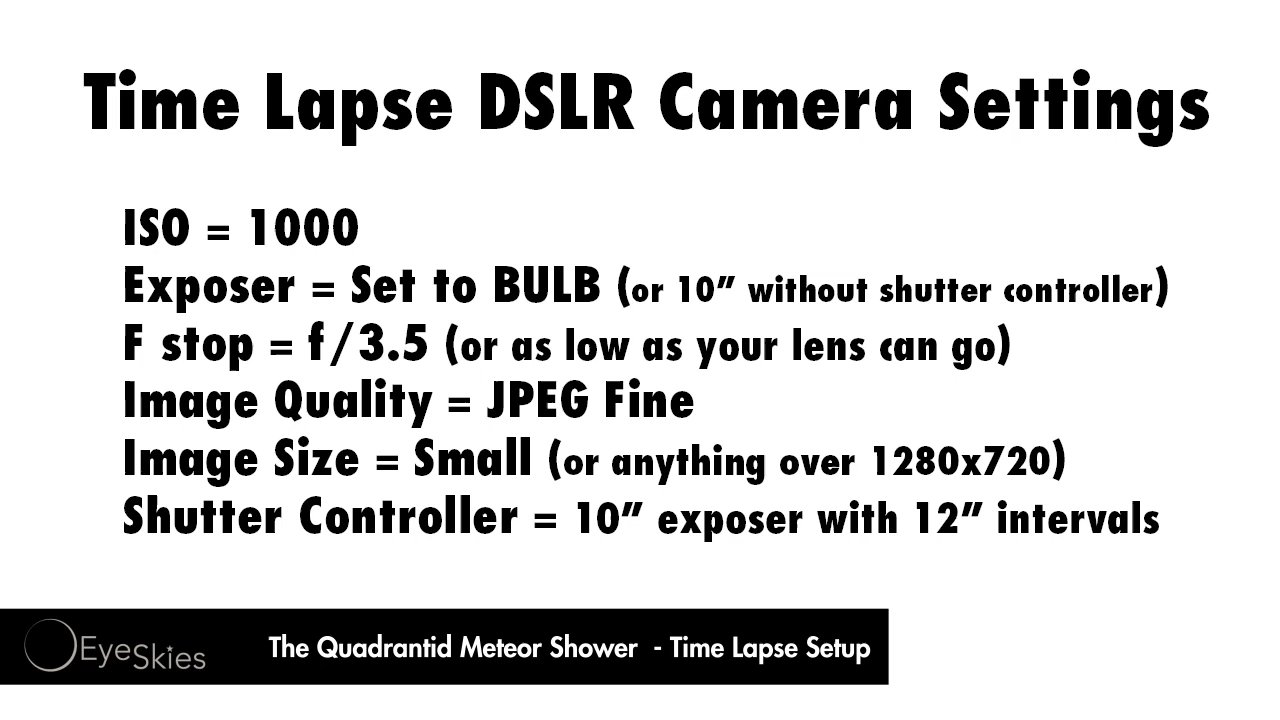 Time Lapse DSLR Camera Settings
ISO = 1000
Exposer = Set to BULB (or 10” without shutter controller)
F stop = f/3.5 (or as low as your lens can go)
Image Quality = JPEG Fine
Image Size = Small (or anything over 1280x720)
Shutter Controller = 10” exposer with 12” intervals
EyeSkies
The Quadrantid Meteor Shower - Time Lapse Setup